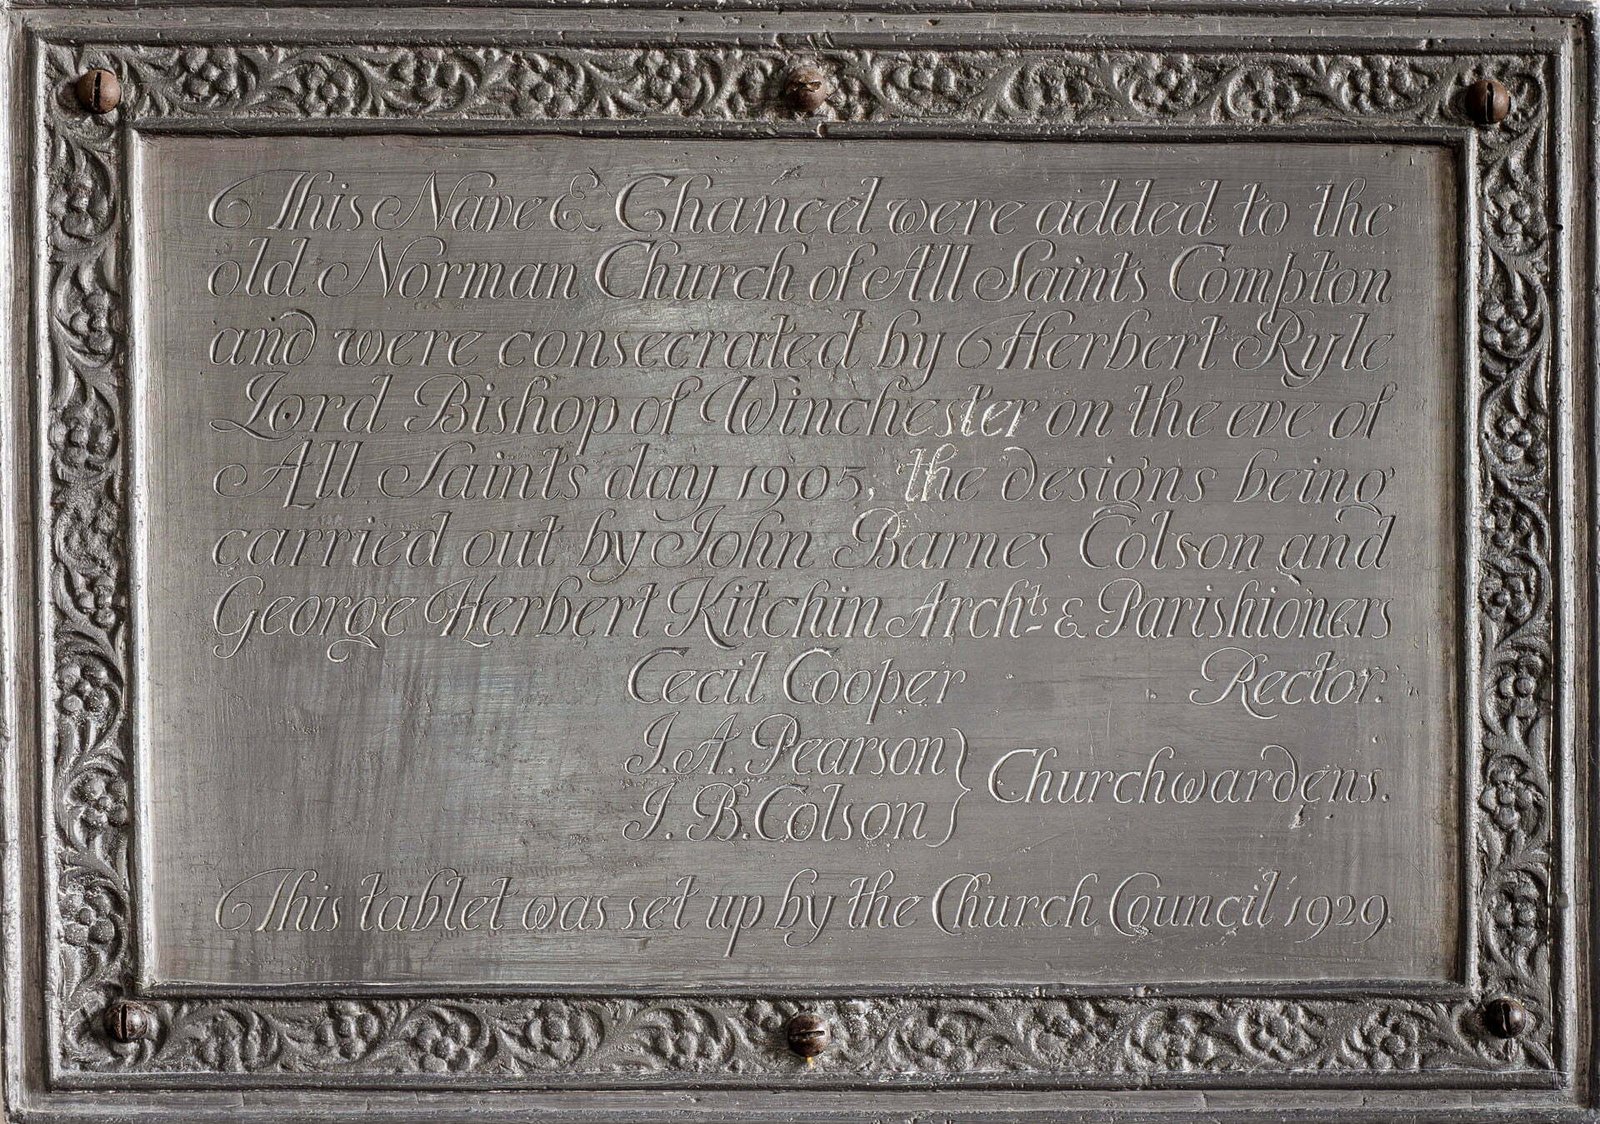 This Nave & Chancel were added to the
old Norman Church of All Saints Compton
and were consecrated by Herbert Ryle
Lord Bishop of Winchester on the eve of
All Saints day 1905, the designs being
carried out by John Barnes Colson and
George Herbert Kitchin Archts & Parishioners
Cecil Cooper Rector.
J. A. Pearson
J. B. Colson } Churchwardens.
This tablet was set up by the Church Council 1929.